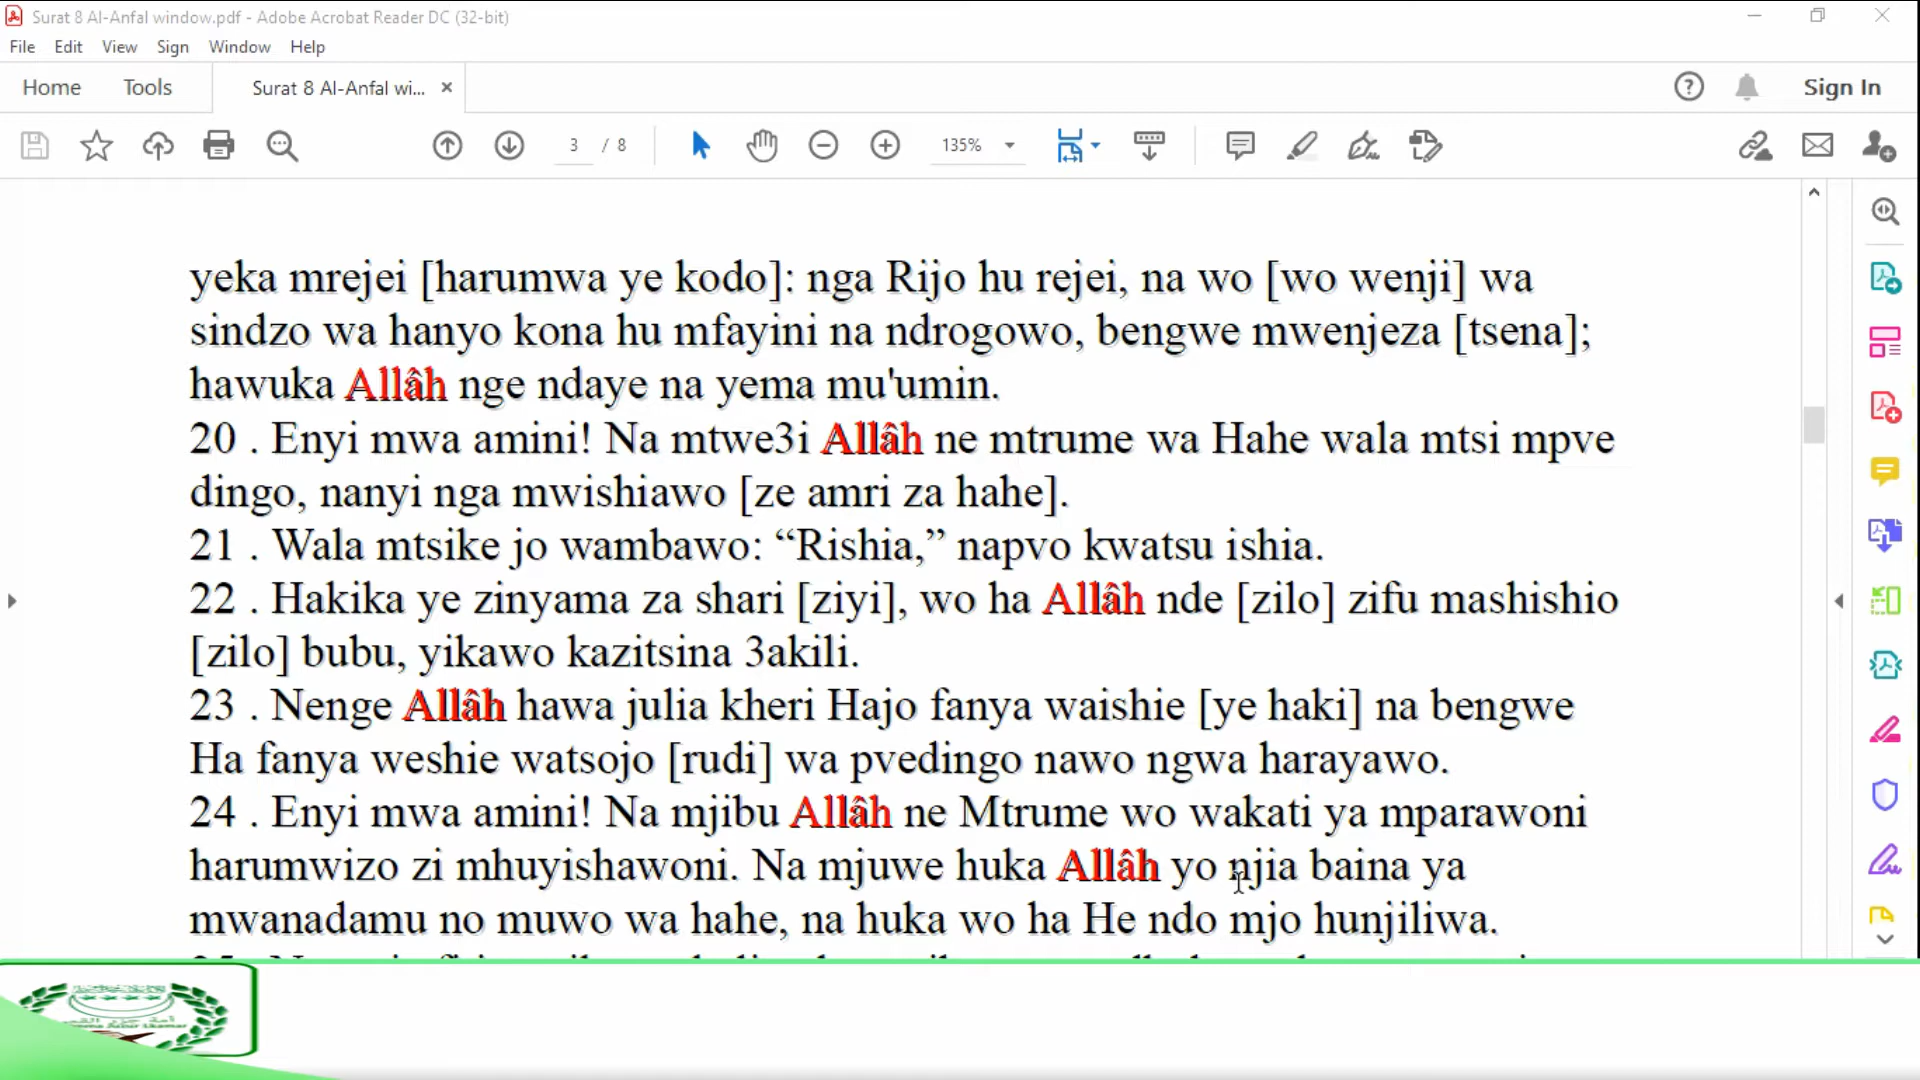 Surat 8 Al-Anfal window.pdf - Adobe Acrobat Reader DC (32-bit)
File Edit View Sign Window Help
Home Tools Surat 8 Al-Anfal wi... × Sign In
3 / 8 135%
yeka mrejei [harumwa ye kodo]: nga Rijo hu rejei, na wo [wo wenji] wa
sindzo wa hanyo kona hu mfayini na ndrogowo, bengwe mwenjeza [tsena];
hawuka Allâh nge ndaye na yema mu'umin.
20 . Enyi mwa amini! Na mtwe3i Allâh ne mtrume wa Hahe wala mtsi mpve
dingo, nanyi nga mwishiawo [ze amri za hahe].
21 . Wala mtsike jo wambawo: “Rishia,” napvo kwatsu ishia.
22 . Hakika ye zinyama za shari [ziyi], wo ha Allâh nde [zilo] zifu mashishio
[zilo] bubu, yikawo kazitsina 3akili.
23 . Nenge Allâh hawa julia kheri Hajo fanya waishie [ye haki] na bengwe
Ha fanya weshie watsojo [rudi] wa pvedingo nawo ngwa harayawo.
24 . Enyi mwa amini! Na mjibu Allâh ne Mtrume wo wakati ya mparawoni
harumwizo zi mhuyishawoni. Na mjuwe huka Allâh yo njia baina ya
mwanadamu no muwo wa hahe, na huka wo ha He ndo mjo hunjiliwa.